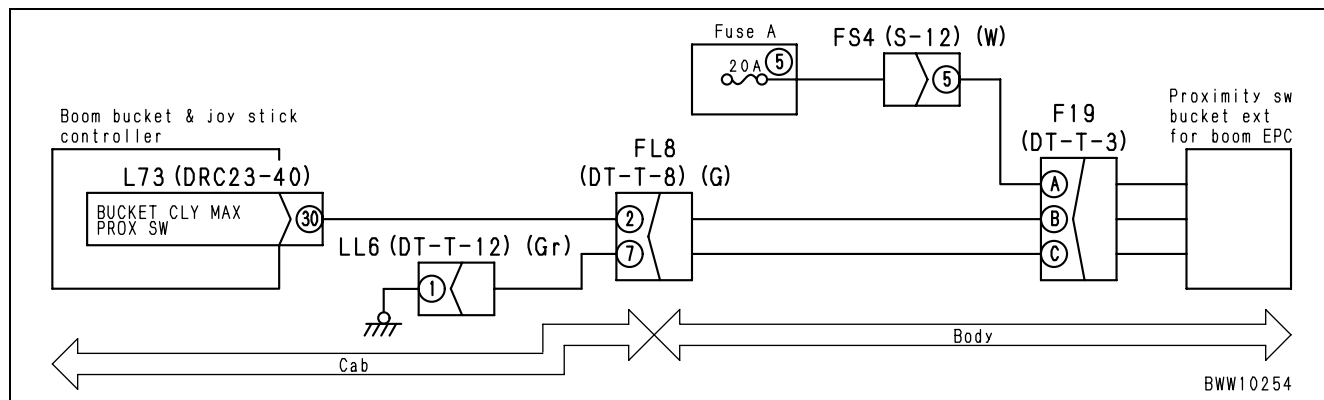 Fuse A
20A
5
FS4 (S-12) (W)
5
Boom bucket & joy stick
controller
L73 (DRC23-40)
BUCKET CLY MAX
PROX SW
30
FL8
(DT-T-8) (G)
2
7
LL6 (DT-T-12) (Gr)
1
F19
(DT-T-3)
A
B
C
Proximity sw
bucket ext
for boom EPC
Cab
Body
BWW10254